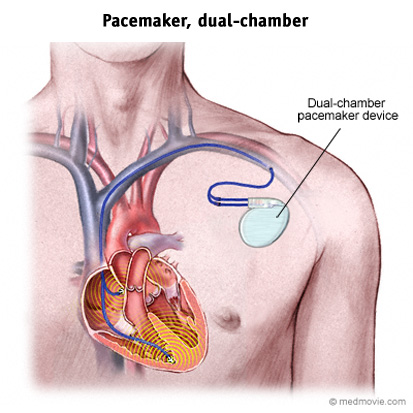 Pacemaker, dual-chamber
Dual-chamber
pacemaker device
© medmovie.com